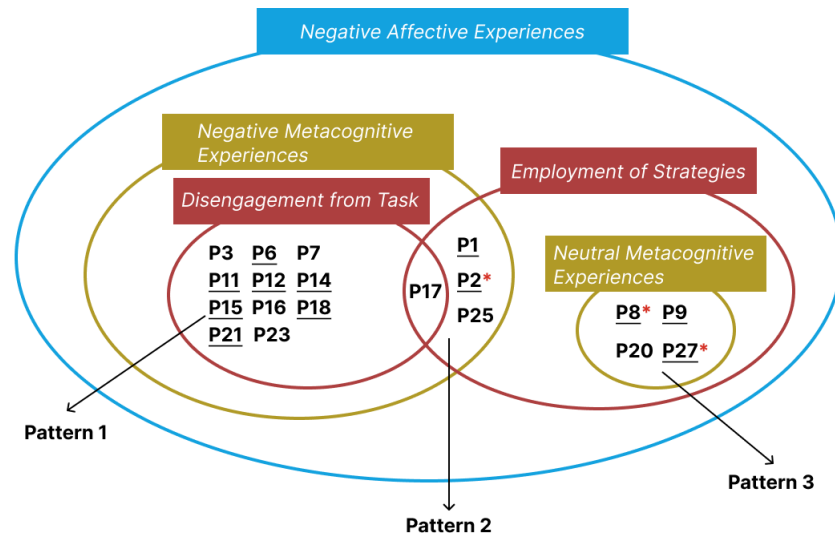 Negative Affective Experiences
Negative Metacognitive
Experiences
Employment of Strategies
Disengagement from Task
Neutral Metacognitive
Experiences
P3 P6 P7
P11 P12 P14
P15 P16 P18
P21 P23
P17
P1
P2*
P25
P8* P9
P20 P27*
Pattern 1
Pattern 2
Pattern 3